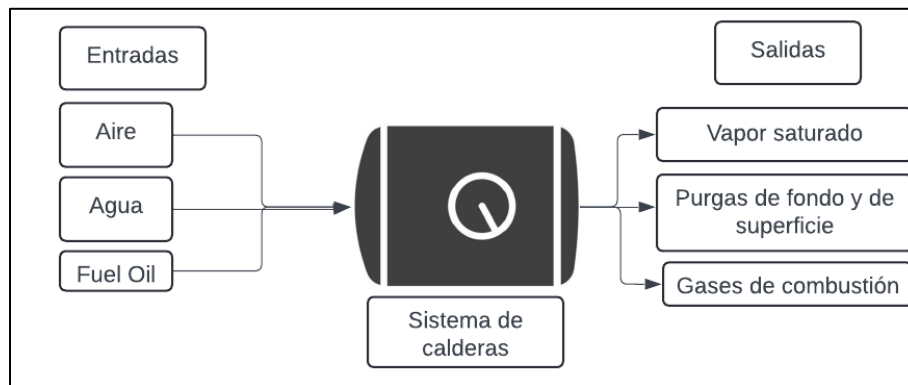 Entradas
Salidas
Aire
Agua
Fuel Oil
Sistema de
calderas
Vapor saturado
Purgas de fondo y de
superficie
Gases de combustión